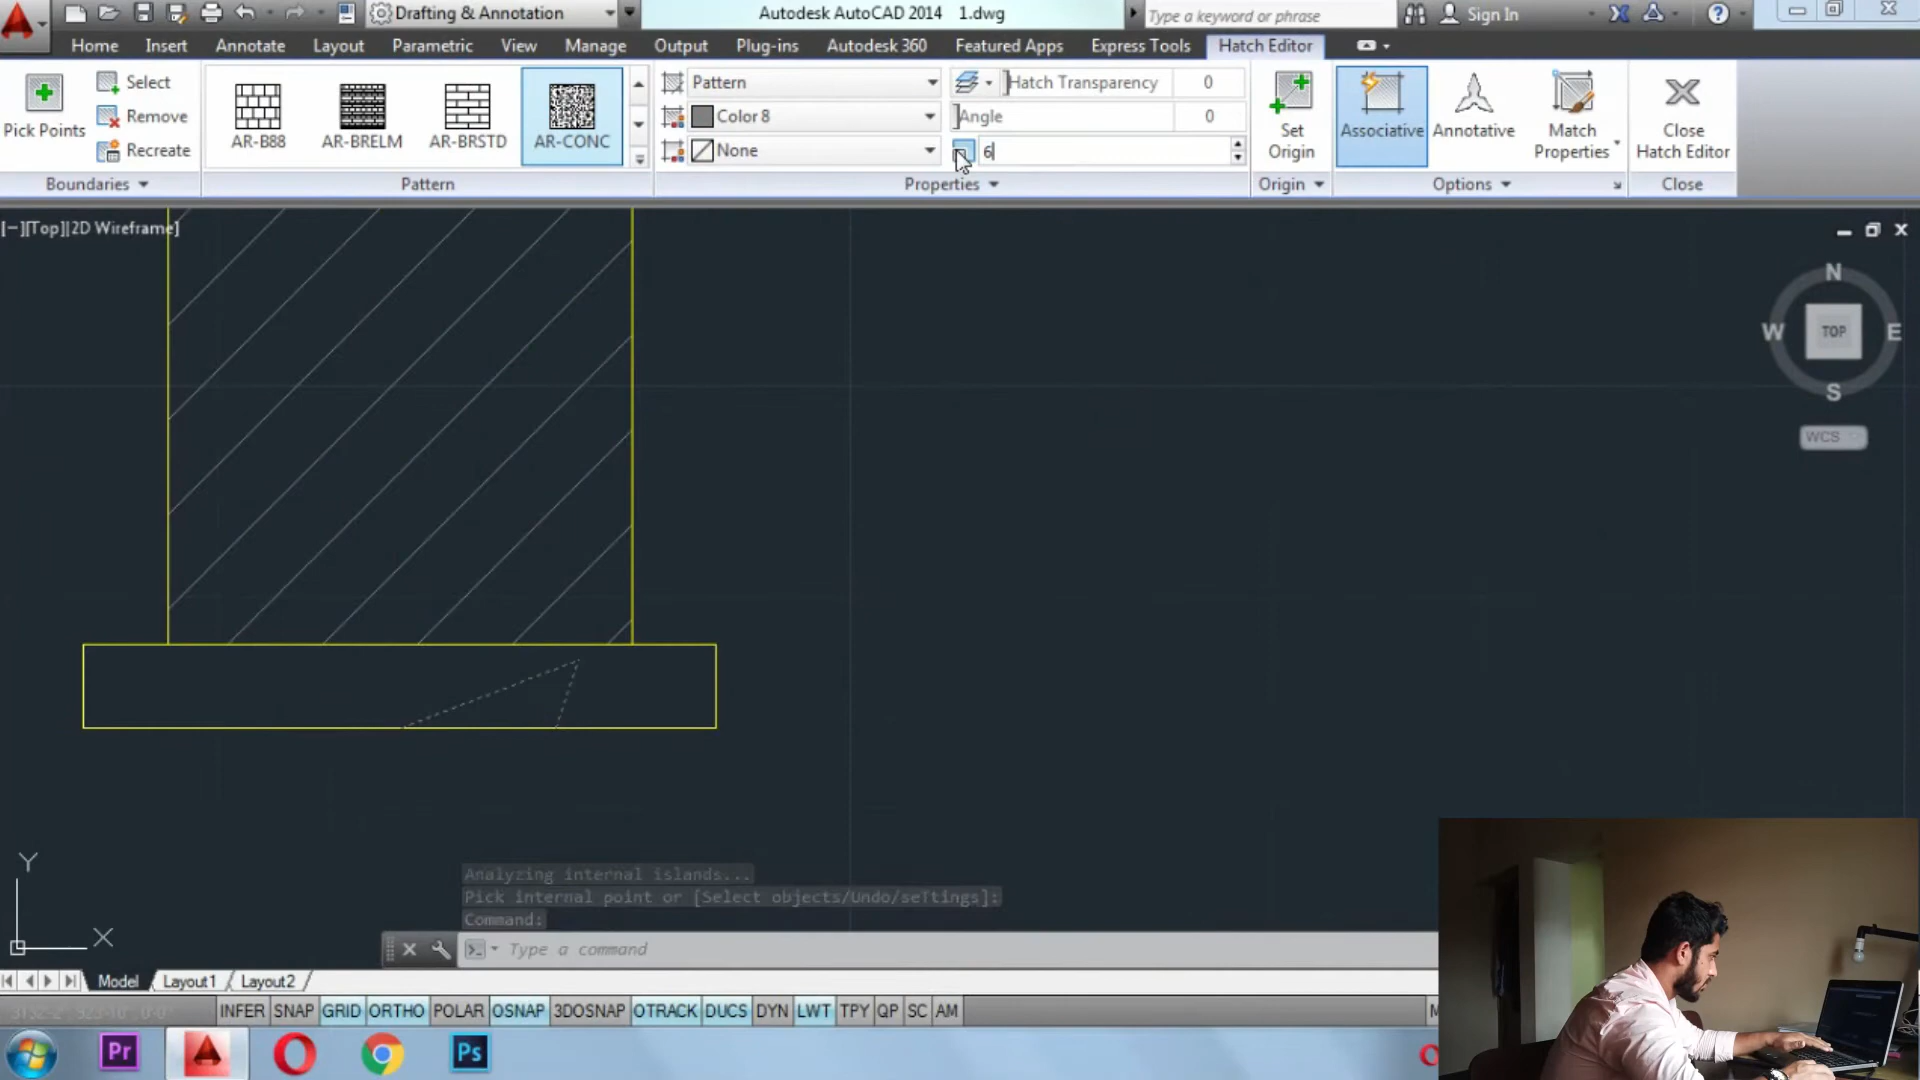 Drafting & Annotation
Autodesk AutoCAD 2014 1.dwg
Type a keyword or phrase
Sign In
Home Insert Annotate Layout Parametric View Manage Output Plug-ins Autodesk 360 Featured Apps Express Tools Hatch Editor
Pick Points
Select
Remove
Recreate
Boundaries
AR-B88
AR-BRELM
AR-BRSTD
AR-CONC
Pattern
Pattern
Color 8
None
Hatch Transparency 0
Angle 0
6
Properties
Set
Origin
Origin
Associative
Annotative
Match
Properties
Options
Close
Hatch Editor
Close
[−][Top][2D Wireframe]
N
W
TOP
E
S
WCS
Y
X
Analyzing internal islands...
Pick internal point or [Select objects/Undo/seTtings]:
Command:
Type a command
Model Layout1 Layout2
INFER SNAP GRID ORTHO POLAR OSNAP 3DOSNAP OTRACK DUCS DYN LWT TPY QP SC AM
Pr
Ps